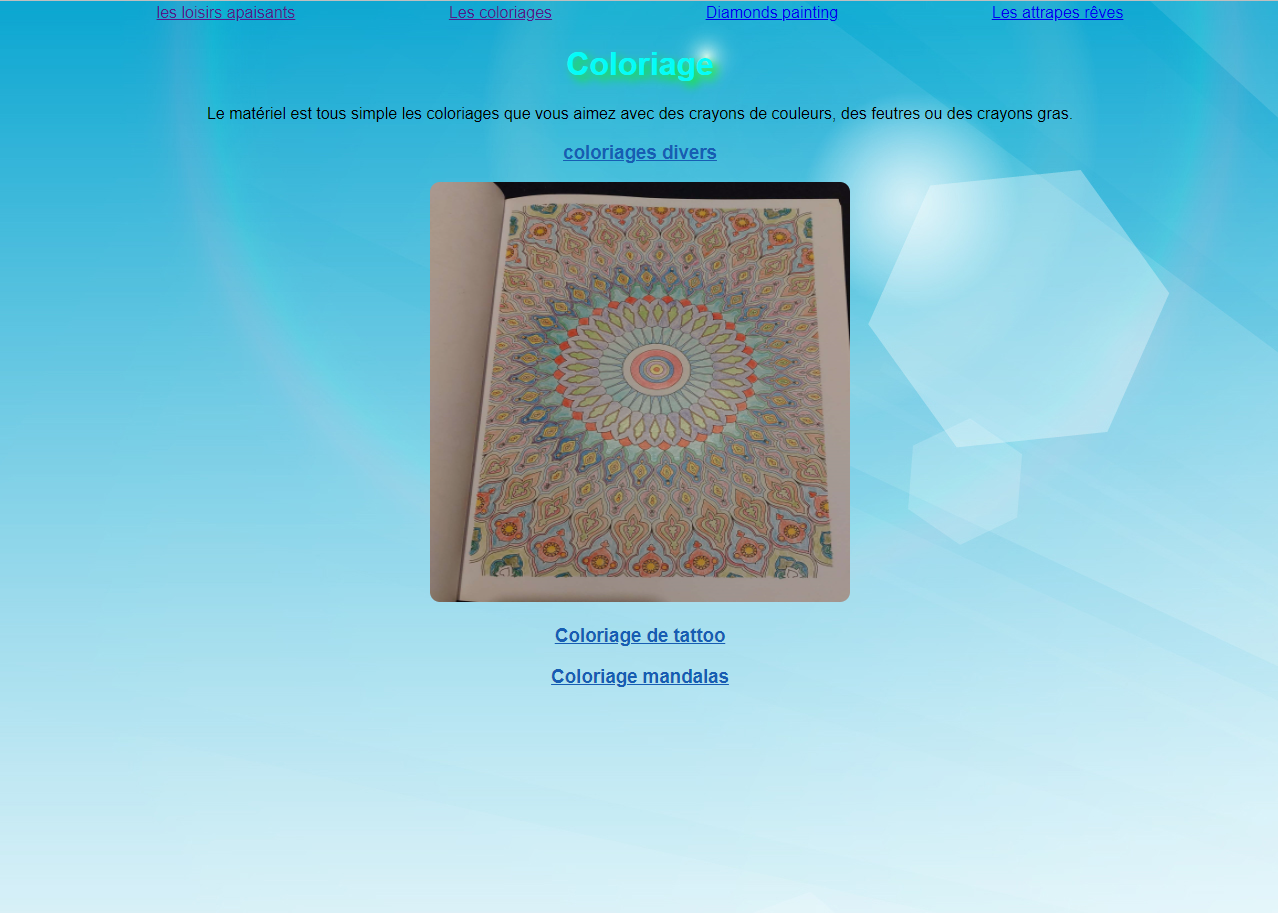 les loisirs apaisants Les coloriages Diamonds painting Les attrapes rêves
Coloriage
Le matériel est tous simple les coloriages que vous aimez avec des crayons de couleurs, des feutres ou des crayons gras.
coloriages divers
Coloriage de tattoo
Coloriage mandalas